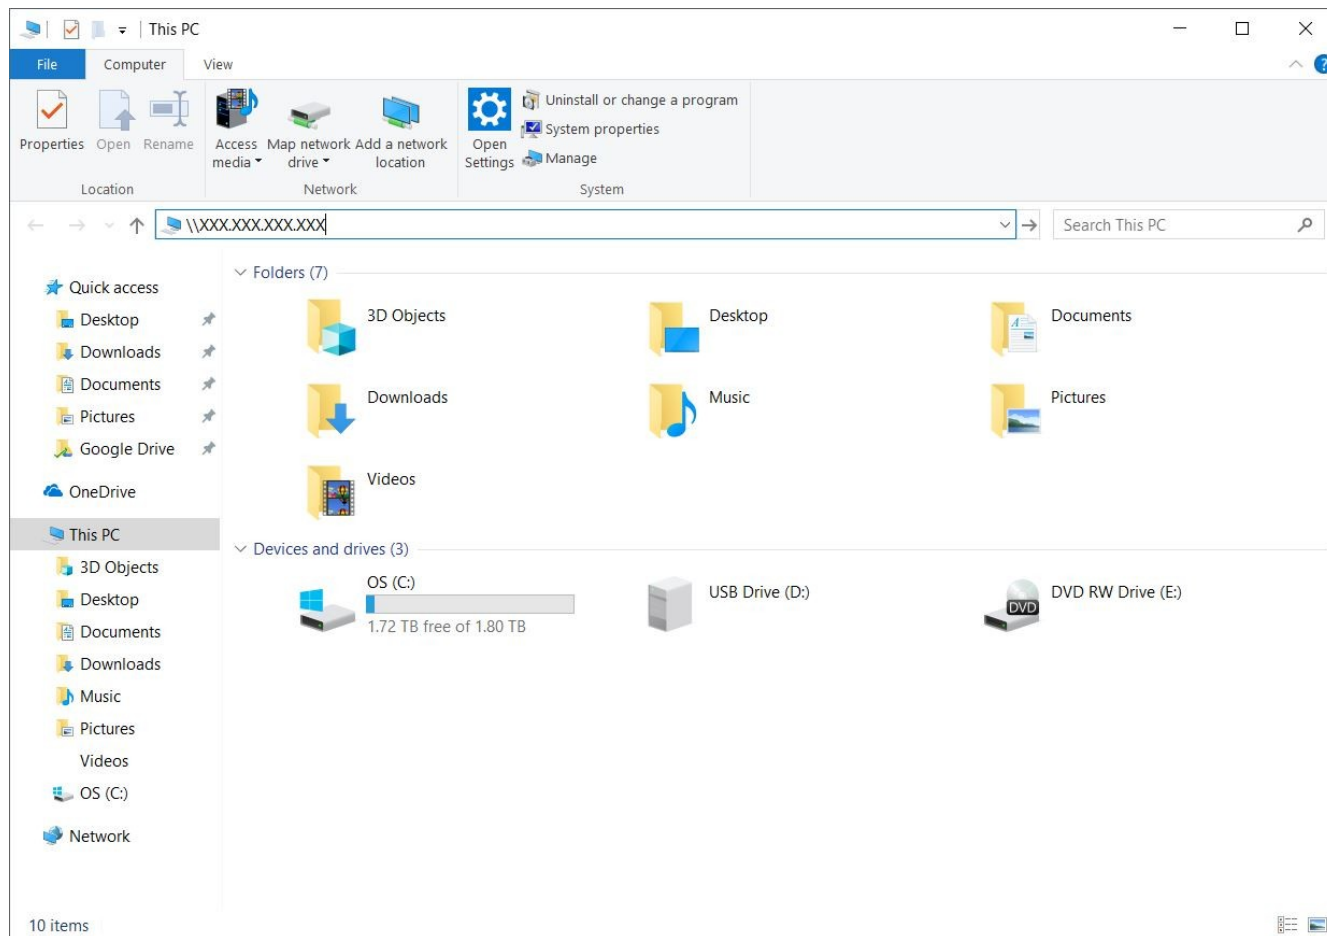 This PC
File Computer View
?
Properties Open Rename Access media Map network drive Add a network location Open Settings Uninstall or change a program
System properties
Manage
Location Network System
\\XXX.XXX.XXX.XXX Search This PC
Quick access
Desktop
Downloads
Documents
Pictures
Google Drive
OneDrive
This PC
3D Objects
Desktop
Documents
Downloads
Music
Pictures
Videos
OS (C:)
Network
Folders (7)
3D Objects Desktop Documents
A
Downloads Music Pictures
Videos
Devices and drives (3)
OS (C:) USB Drive (D:) DVD RW Drive (E:)
DVD
1.72 TB free of 1.80 TB
10 items